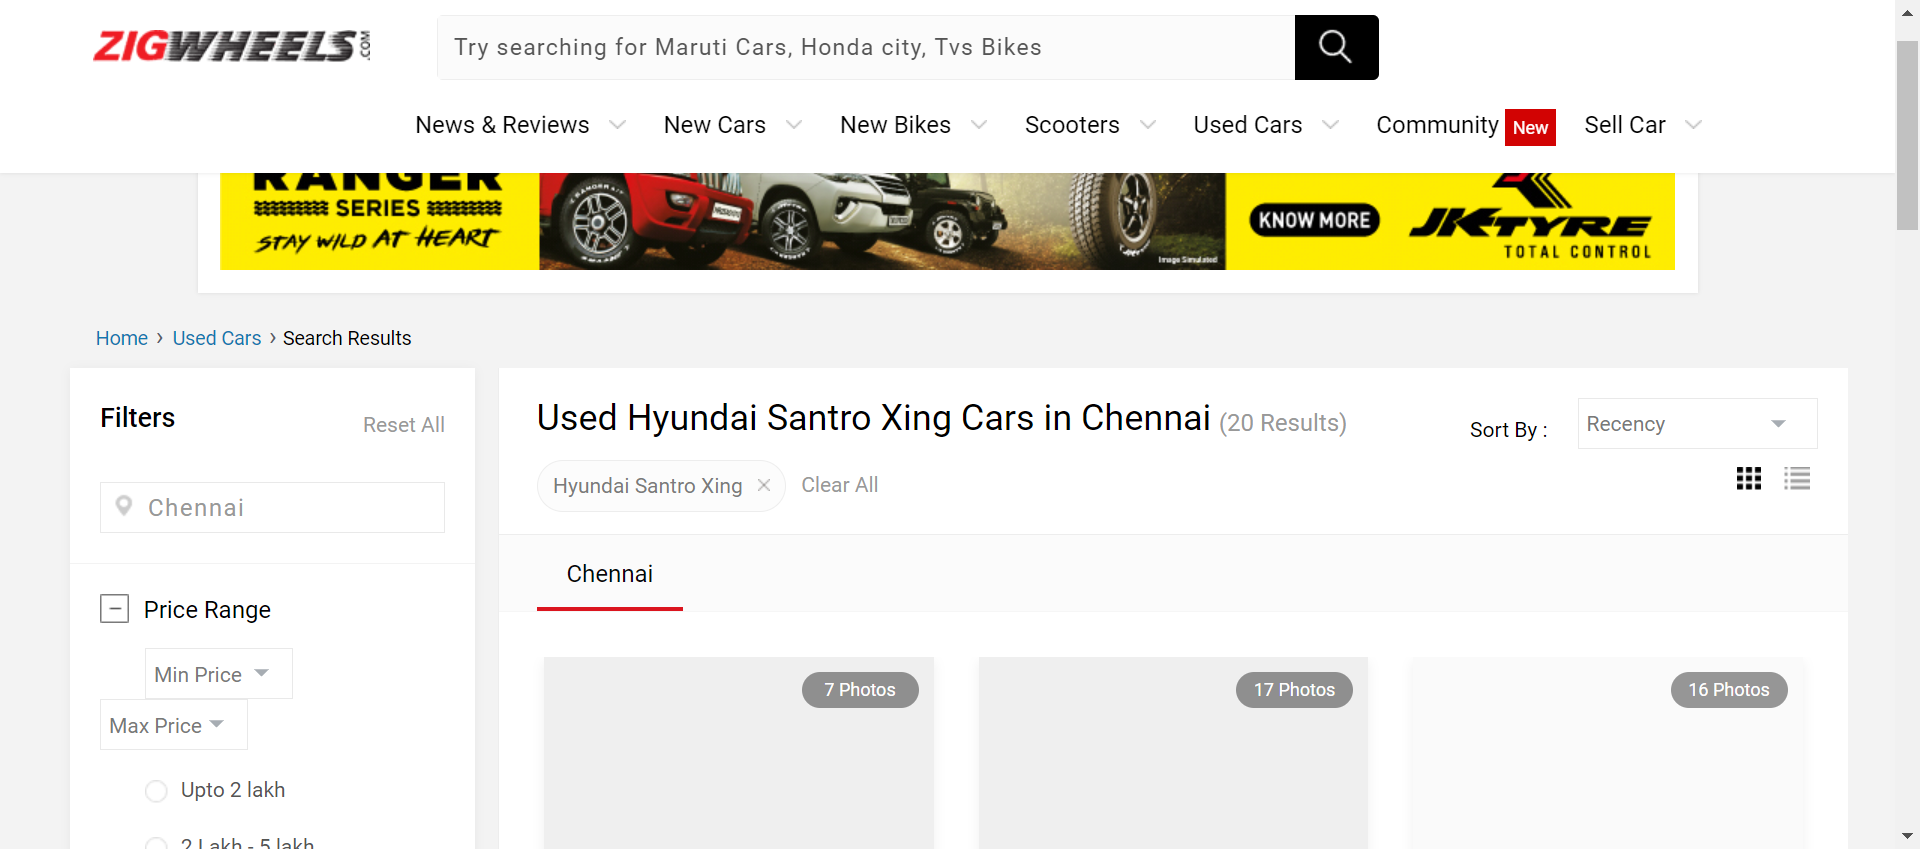 ZIGWHEELS.COM
Try searching for Maruti Cars, Honda city, Tvs Bikes
News & Reviews
New Cars
New Bikes
Scooters
Used Cars
Community New
Sell Car
RANGER
SERIES
STAY WILD AT HEART
Image Simulated
KNOW MORE
JK TYRE
TOTAL CONTROL
Home › Used Cars › Search Results
Filters
Reset All
Chennai
Price Range
Min Price
Max Price
Upto 2 lakh
2 Lakh - 5 lakh
Used Hyundai Santro Xing Cars in Chennai (20 Results)
Sort By :
Recency
Hyundai Santro Xing ×
Clear All
Chennai
7 Photos
17 Photos
16 Photos